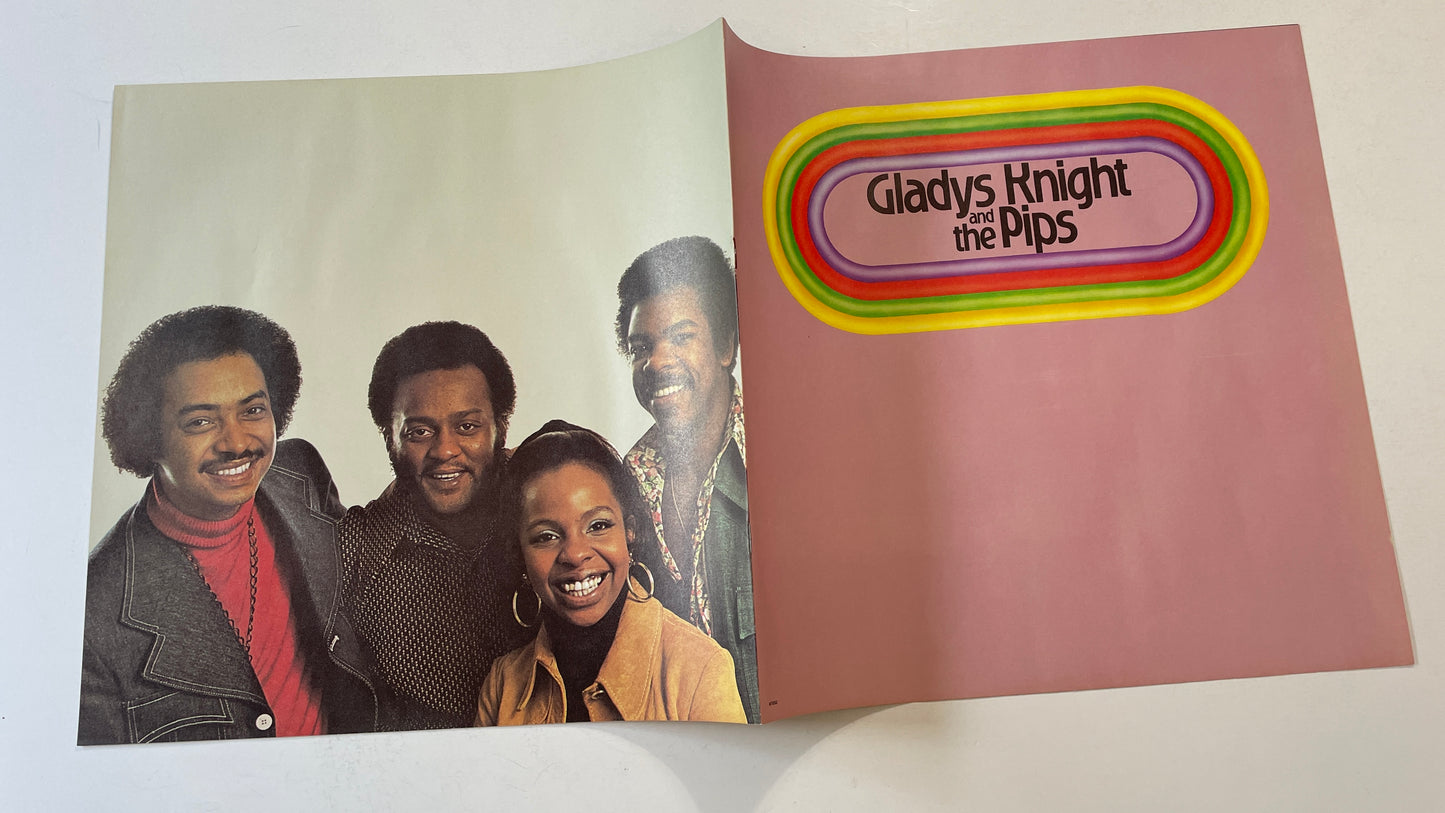 Gladys Knight
and
the Pips